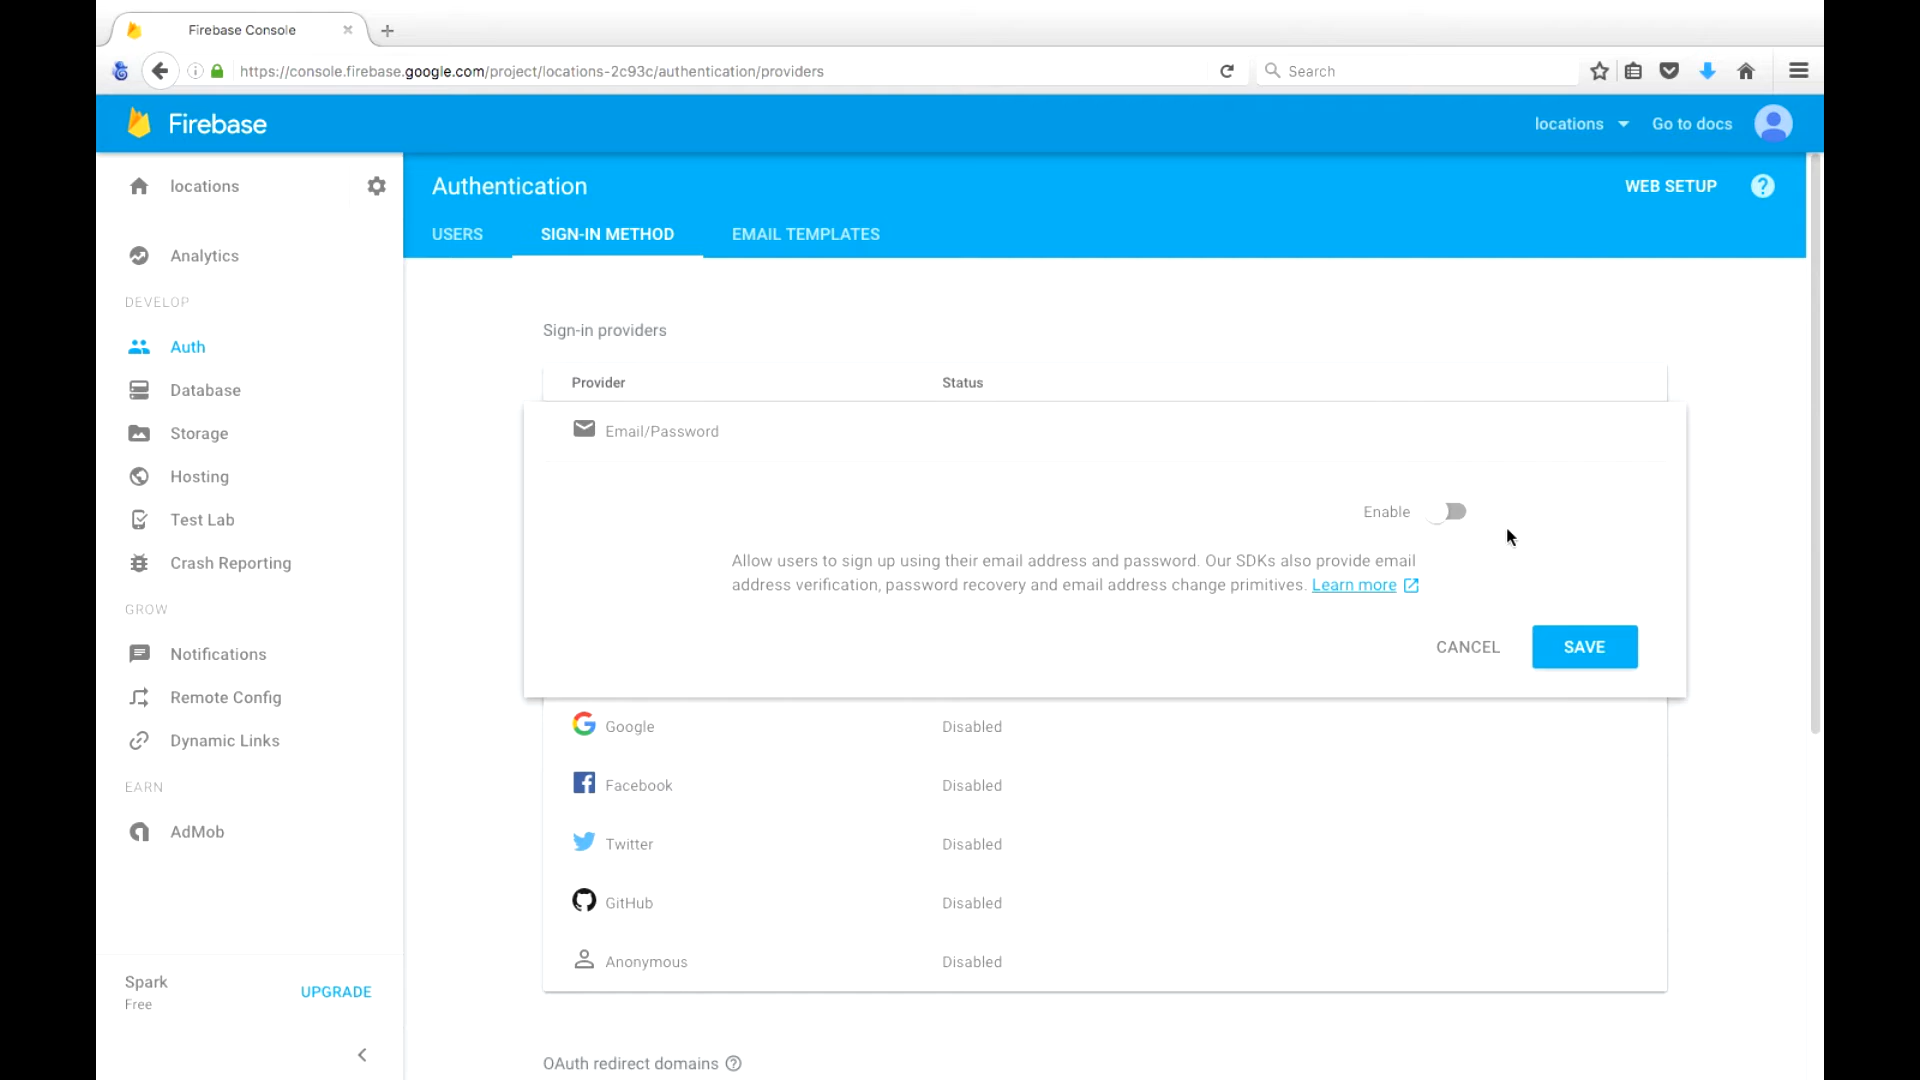 Firebase Console
https://console.firebase.google.com/project/locations-2c93c/authentication/providers
Search
Firebase
locations
Go to docs
locations
Authentication
WEB SETUP
USERS
SIGN-IN METHOD
EMAIL TEMPLATES
Analytics
DEVELOP
Auth
Database
Storage
Hosting
Test Lab
Crash Reporting
GROW
Notifications
Remote Config
Dynamic Links
EARN
AdMob
Spark
Free
UPGRADE
Sign-in providers
Provider
Status
Email/Password
Enable
Allow users to sign up using their email address and password. Our SDKs also provide email
address verification, password recovery and email address change primitives. Learn more
CANCEL
SAVE
Google
Disabled
Facebook
Disabled
Twitter
Disabled
GitHub
Disabled
Anonymous
Disabled
OAuth redirect domains